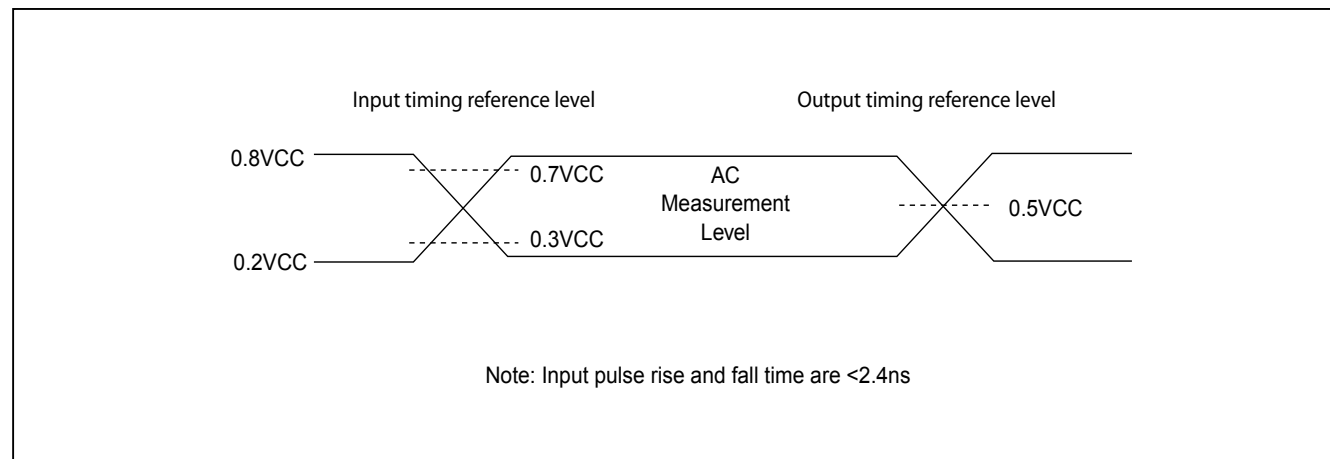 Input timing reference level
Output timing reference level
0.8VCC
0.7VCC
AC
Measurement
Level
0.5VCC
0.3VCC
0.2VCC
Note: Input pulse rise and fall time are <2.4ns